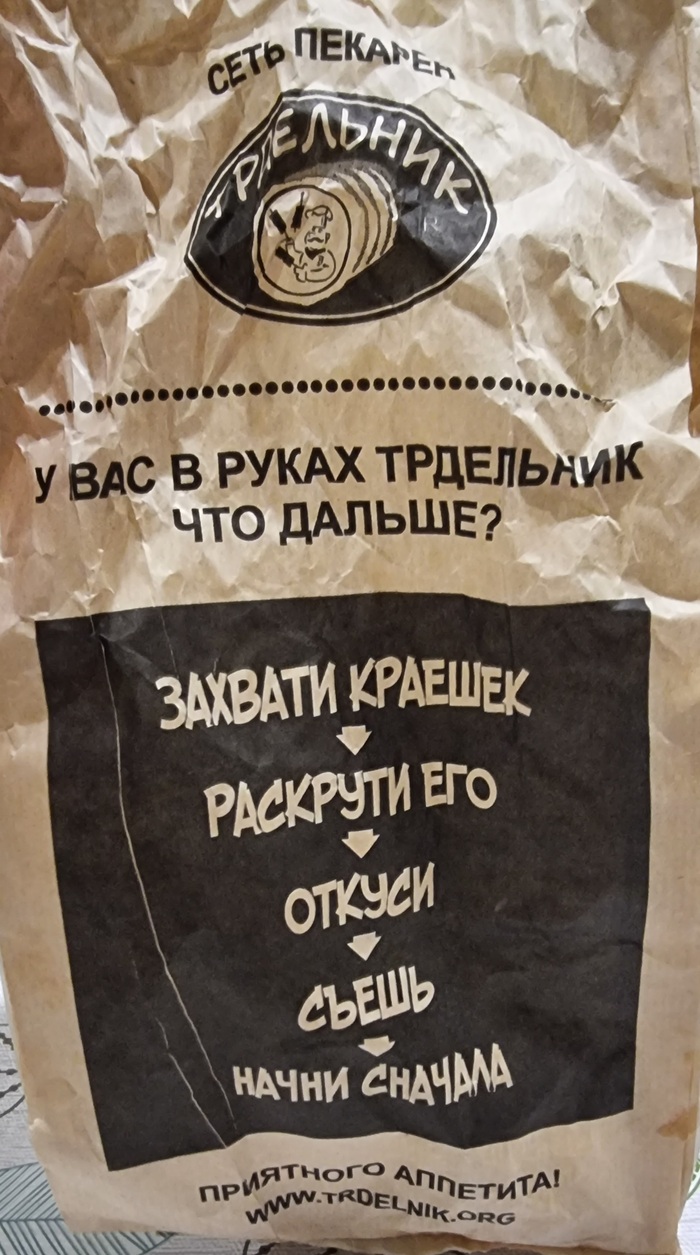 СЕТЬ ПЕКАРЕН
ТРДЕЛЬНИК
У ВАС В РУКАХ ТРДЕЛЬНИК
ЧТО ДАЛЬШЕ?
ЗАХВАТИ КРАЕШЕК
РАСКРУТИ ЕГО
ОТКУСИ
СЪЕШЬ
НАЧНИ СНАЧАЛА
ПРИЯТНОГО АППЕТИТА!
WWW.TRDELNIK.ORG